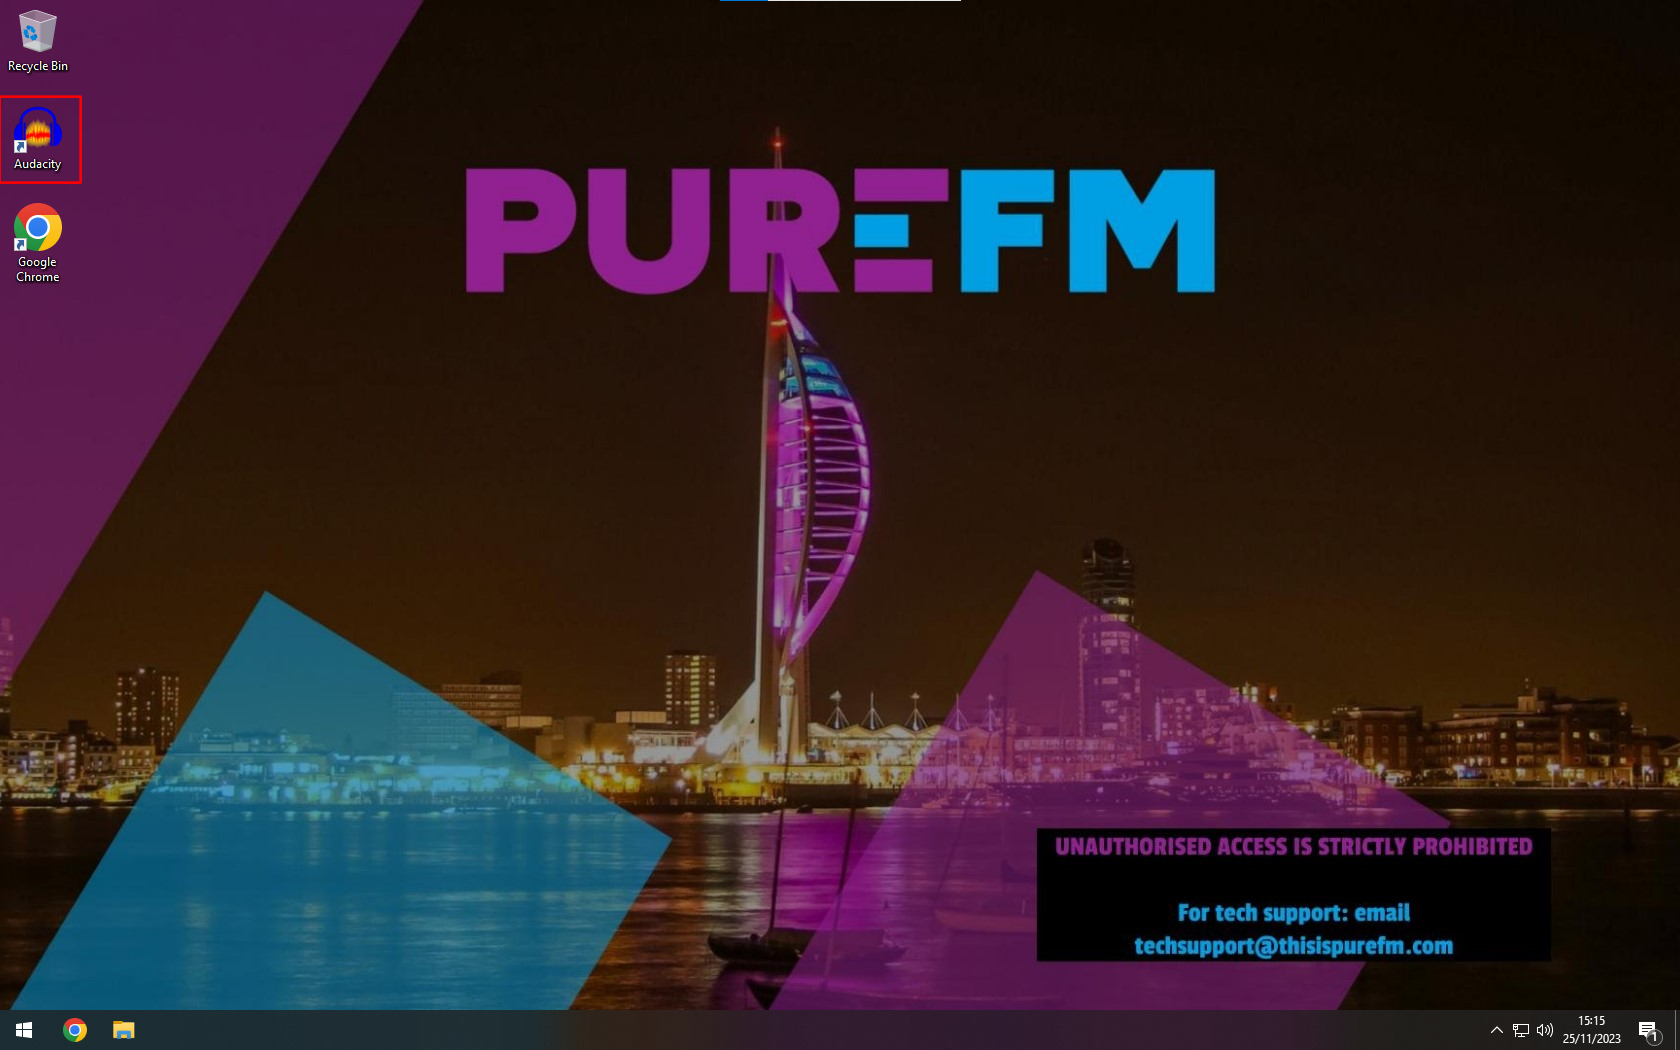 Recycle Bin
Audacity
Google
Chrome
PUREFM
UNAUTHORISED ACCESS IS STRICTLY PROHIBITED
For tech support: email
techsupport@thisispurefm.com
15:15
25/11/2023
1